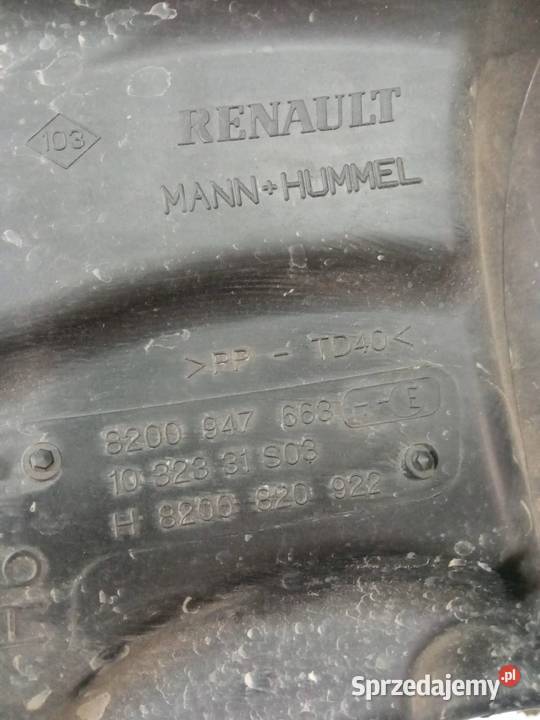 103
RENAULT
MANN+HUMMEL
>PP - TD40<
8200 947 663 --E
10 323 31 S03
H 8200 820 922
Sprzedajemy.pl